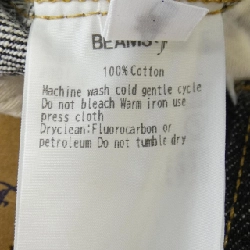 BEAMS
100% Cotton
Machine wash cold gentle cycle
Do not bleach Warm iron use
press cloth
Dryclean:Fluorocarbon or
petroleum Do not tumble dry